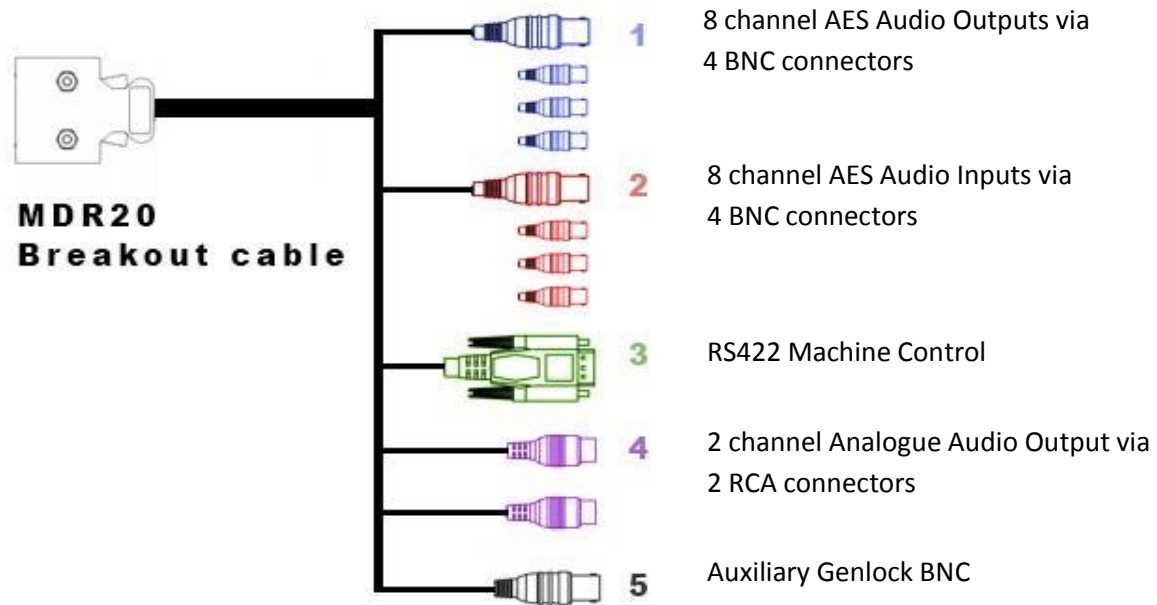 MDR20
Breakout cable
1
8 channel AES Audio Outputs via
4 BNC connectors
2
8 channel AES Audio Inputs via
4 BNC connectors
3
RS422 Machine Control
4
2 channel Analogue Audio Output via
2 RCA connectors
5
Auxiliary Genlock BNC